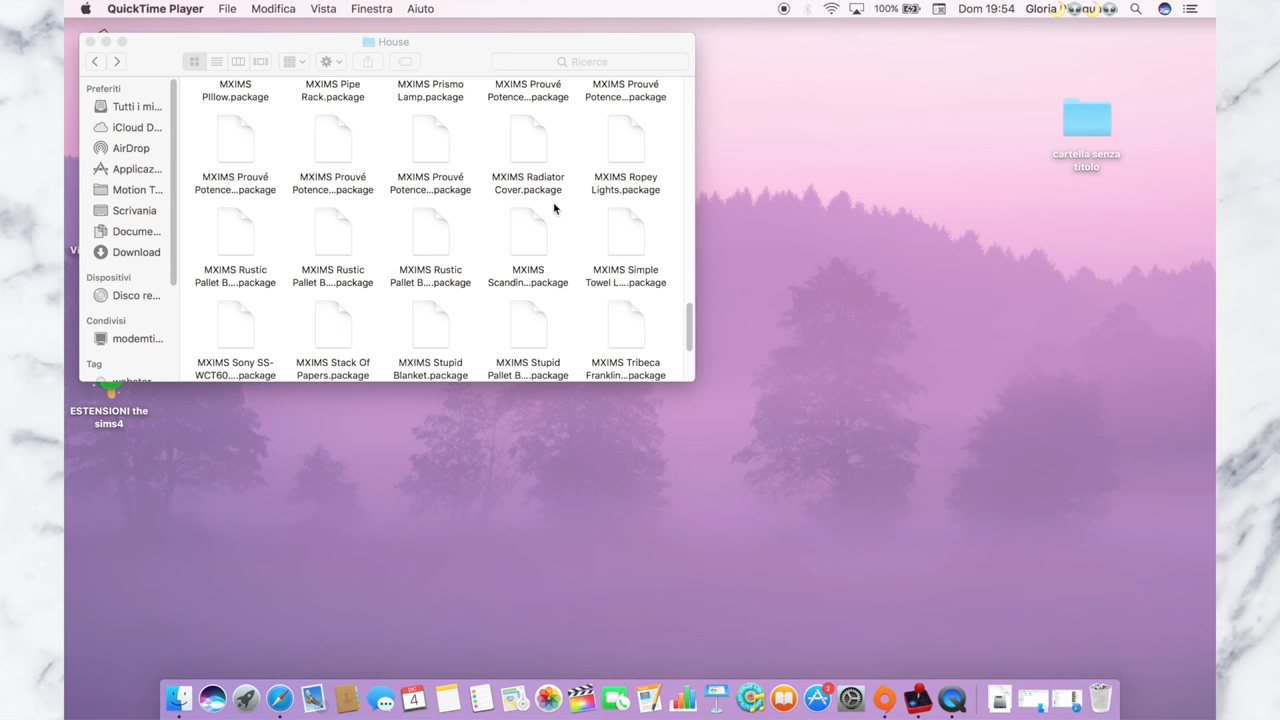 QuickTime Player File Modifica Vista Finestra Aiuto 100% Dom 19:54 Gloria
House
Ricerca
Preferiti
Tutti i mi...
iCloud D...
AirDrop
Applicaz...
Motion T...
Scrivania
Docume...
Download
Dispositivi
Disco re...
Condivisi
modemti...
Tag
MXIMS PIllow.package
MXIMS Pipe Rack.package
MXIMS Prismo Lamp.package
MXIMS Prouvé Potence...package
MXIMS Prouvé Potence...package
MXIMS Prouvé Potence...package
MXIMS Prouvé Potence...package
MXIMS Prouvé Potence...package
MXIMS Radiator Cover.package
MXIMS Ropey Lights.package
MXIMS Rustic Pallet B....package
MXIMS Rustic Pallet B....package
MXIMS Rustic Pallet B....package
MXIMS Scandin...package
MXIMS Simple Towel L....package
MXIMS Sony SS-WCT60....package
MXIMS Stack Of Papers.package
MXIMS Stupid Blanket.package
MXIMS Stupid Pallet B...package
MXIMS Tribeca Franklin...package
cartella senza
titolo
Vi
ESTENSIONI the
sims4
DIC
4
2